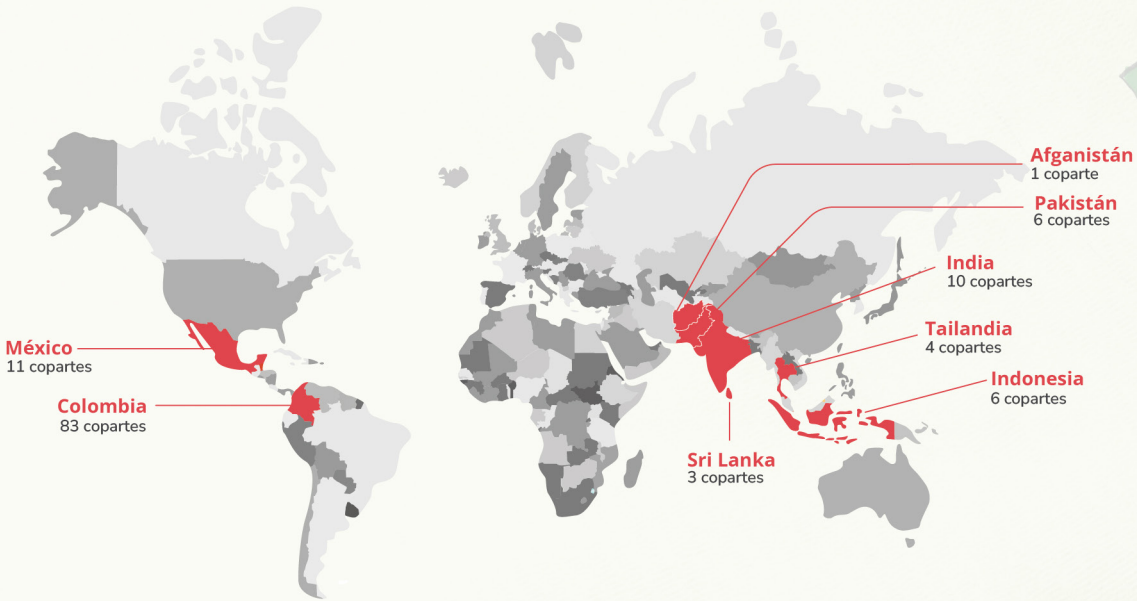 Afganistán
1 coparte
Pakistán
6 copartes
India
10 copartes
Tailandia
4 copartes
Indonesia
6 copartes
Sri Lanka
3 copartes
México
11 copartes
Colombia
83 copartes